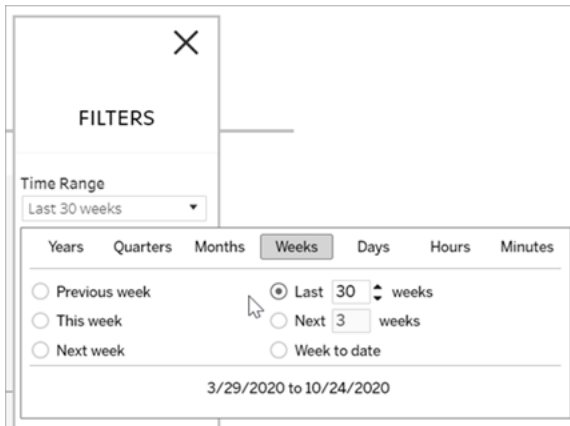 FILTERS
Time Range
Last 30 weeks
Years Quarters Months Weeks Days Hours Minutes
Previous week Last 30 weeks
This week Next 3 weeks
Next week Week to date
3/29/2020 to 10/24/2020